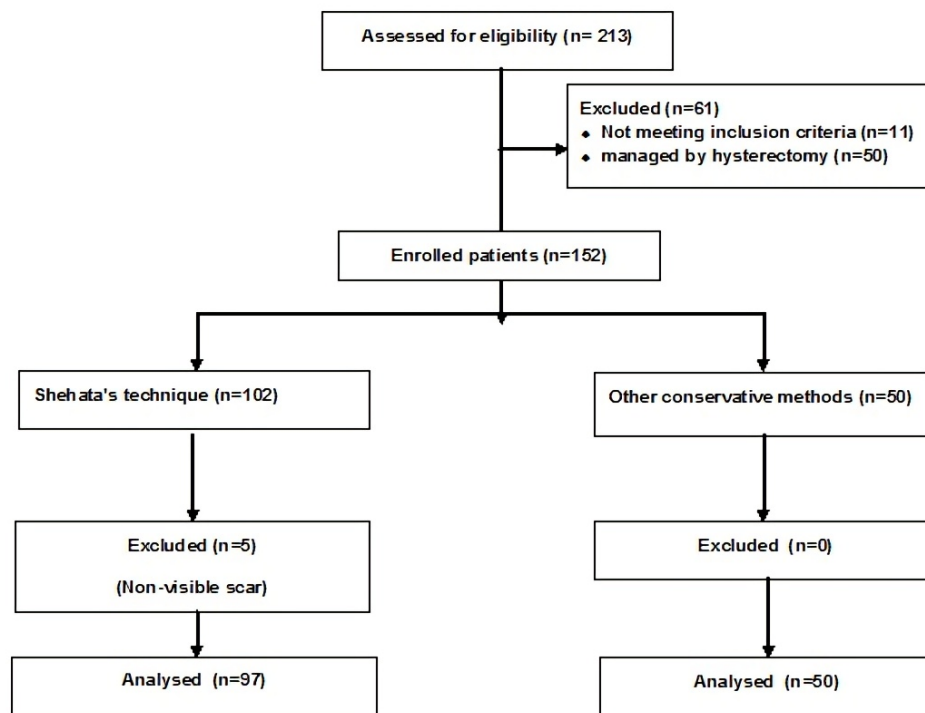 Assessed for eligibility (n= 213)
Excluded (n=61)
◆ Not meeting inclusion criteria (n=11)
◆ managed by hysterectomy (n=50)
Enrolled patients (n=152)
Shehata's technique (n=102)
Other conservative methods (n=50)
Excluded (n=5)
(Non-visible scar)
Excluded (n=0)
Analysed (n=97)
Analysed (n=50)